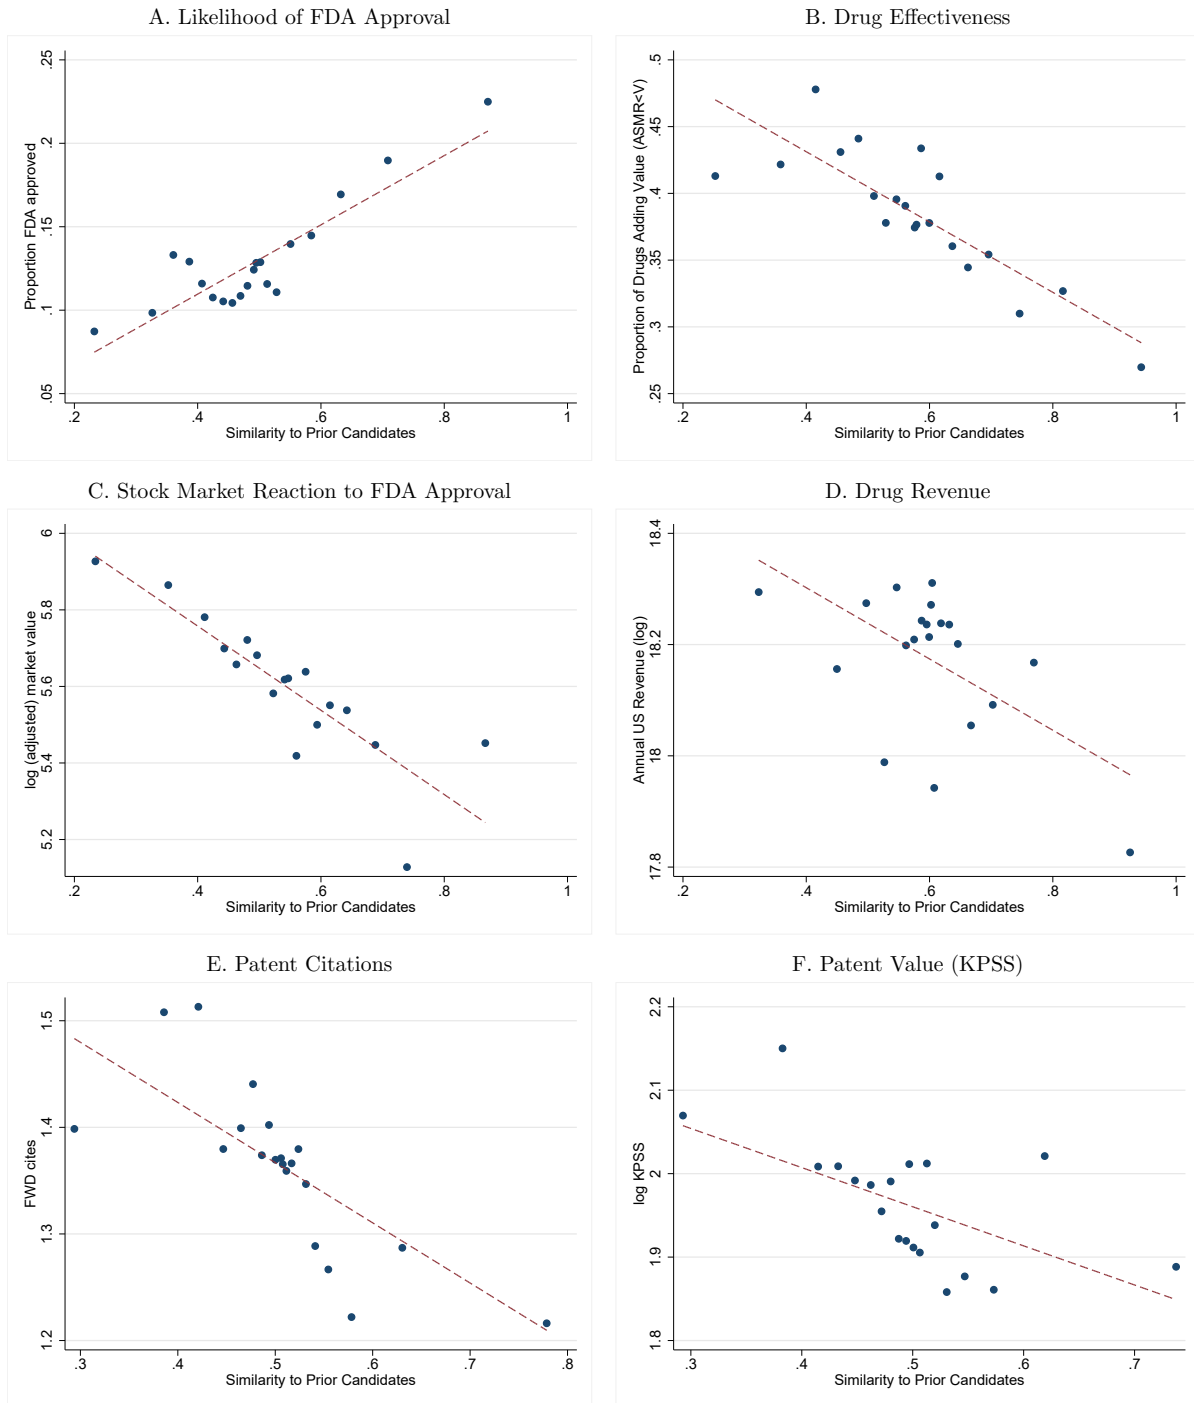 A. Likelihood of FDA Approval
Proportion FDA approved
.25
.2
.15
.1
.05
.2 .4 .6 .8 1
Similarity to Prior Candidates
B. Drug Effectiveness
Proportion of Drugs Adding Value (ASMR<V)
.5
.45
.4
.35
.3
.25
.2 .4 .6 .8 1
Similarity to Prior Candidates
C. Stock Market Reaction to FDA Approval
log (adjusted) market value
6
5.8
5.6
5.4
5.2
.2 .4 .6 .8 1
Similarity to Prior Candidates
D. Drug Revenue
Annual US Revenue (log)
18.4
18.2
18
17.8
.2 .4 .6 .8 1
Similarity to Prior Candidates
E. Patent Citations
FWD cites
1.5
1.4
1.3
1.2
.3 .4 .5 .6 .7 .8
Similarity to Prior Candidates
F. Patent Value (KPSS)
log KPSS
2.2
2.1
2
1.9
1.8
.3 .4 .5 .6 .7
Similarity to Prior Candidates